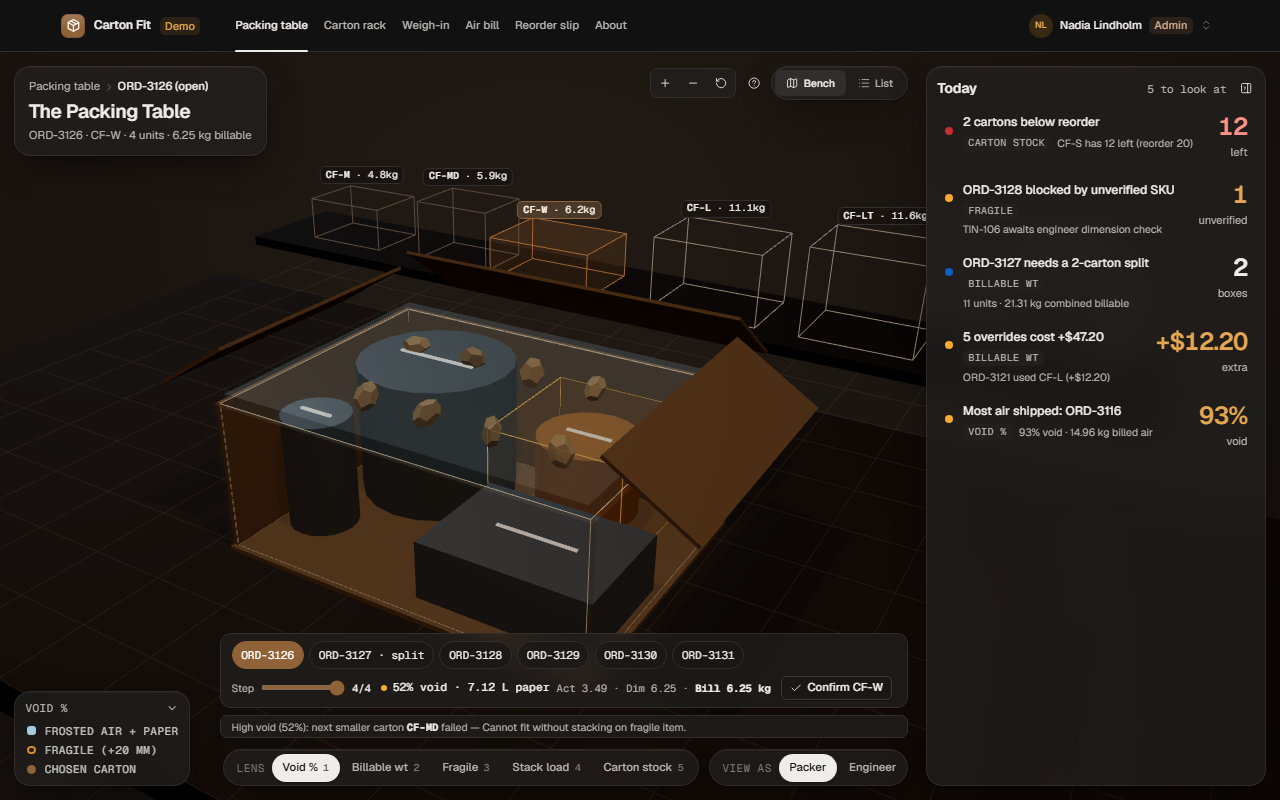 Carton Fit Demo Packing table Carton rack Weigh-in Air bill Reorder slip About NL Nadia Lindholm Admin
Packing table › ORD-3126 (open)
The Packing Table
ORD-3126 · CF-W · 4 units · 6.25 kg billable
Bench List
CF-M · 4.8kg
CF-MD · 5.9kg
CF-W · 6.2kg
CF-L · 11.1kg
CF-LT · 11.6kg
Today 5 to look at
2 cartons below reorder 12
CARTON STOCK CF-S has 12 left (reorder 20) left
ORD-3128 blocked by unverified SKU 1
FRAGILE unverified
TIN-106 awaits engineer dimension check
ORD-3127 needs a 2-carton split 2
BILLABLE WT boxes
11 units · 21.31 kg combined billable
5 overrides cost +$47.20 +$12.20
BILLABLE WT extra
ORD-3121 used CF-L (+$12.20)
Most air shipped: ORD-3116 93%
VOID % 93% void · 14.96 kg billed air void
ORD-3126 ORD-3127 · split ORD-3128 ORD-3129 ORD-3130 ORD-3131
Step 4/4 52% void · 7.12 L paper Act 3.49 · Dim 6.25 · Bill 6.25 kg Confirm CF-W
High void (52%): next smaller carton CF-MD failed — Cannot fit without stacking on fragile item.
LENS Void % 1 Billable wt 2 Fragile 3 Stack load 4 Carton stock 5 VIEW AS Packer Engineer
VOID %
FROSTED AIR + PAPER
FRAGILE (+20 MM)
CHOSEN CARTON